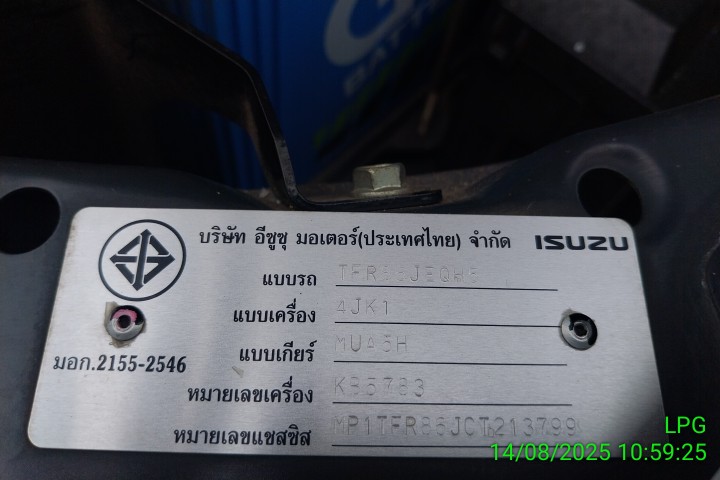 บริษัท อีซูซุ มอเตอร์(ประเทศไทย) จำกัด ISUZU
แบบรถ
แบบเครื่อง 4JK1
แบบเกียร์ MUA5H
มอก.2155-2546
หมายเลขเครื่อง
หมายเลขแชสซิส MP1TFR86JCT213799
LPG
14/08/2025 10:59:25